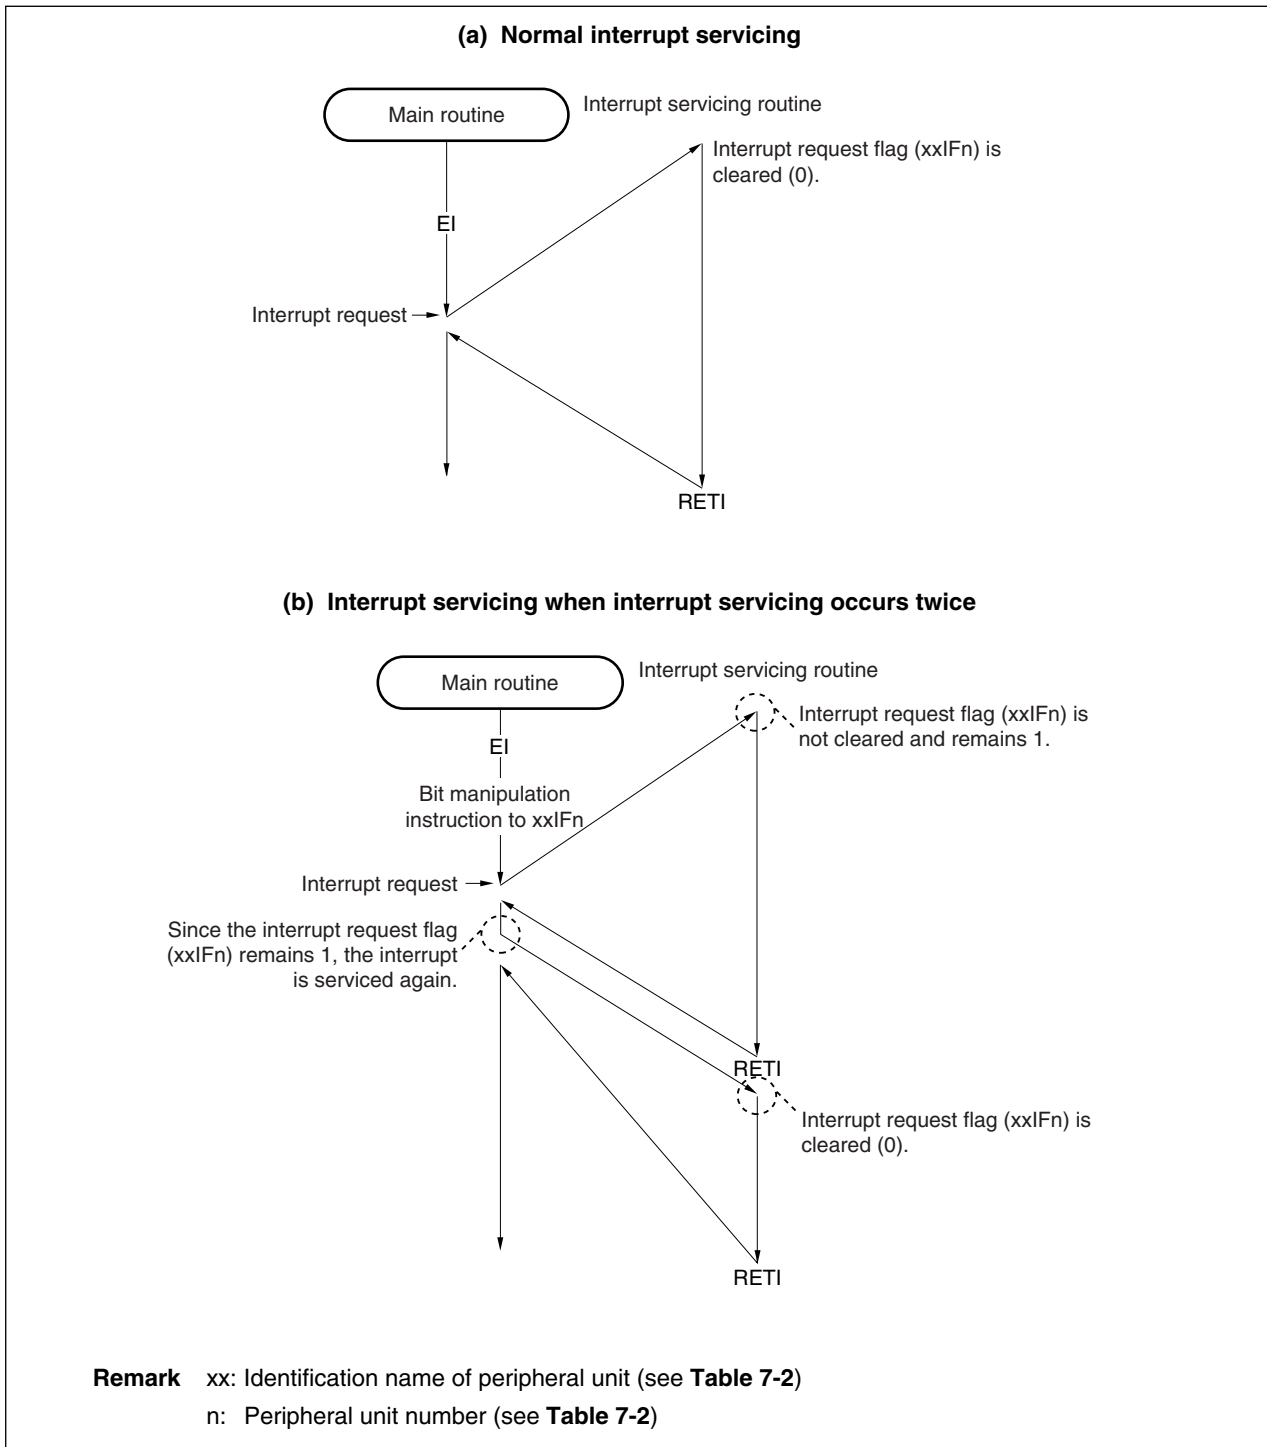 (a) Normal interrupt servicing
Main routine
Interrupt servicing routine
Interrupt request flag (xxIFn) is
cleared (0).
EI
Interrupt request
RETI
(b) Interrupt servicing when interrupt servicing occurs twice
Main routine
Interrupt servicing routine
Interrupt request flag (xxIFn) is
not cleared and remains 1.
EI
Bit manipulation
instruction to xxIFn
Interrupt request
Since the interrupt request flag
(xxIFn) remains 1, the interrupt
is serviced again.
RETI
Interrupt request flag (xxIFn) is
cleared (0).
RETI
Remark xx: Identification name of peripheral unit (see Table 7-2)
n: Peripheral unit number (see Table 7-2)